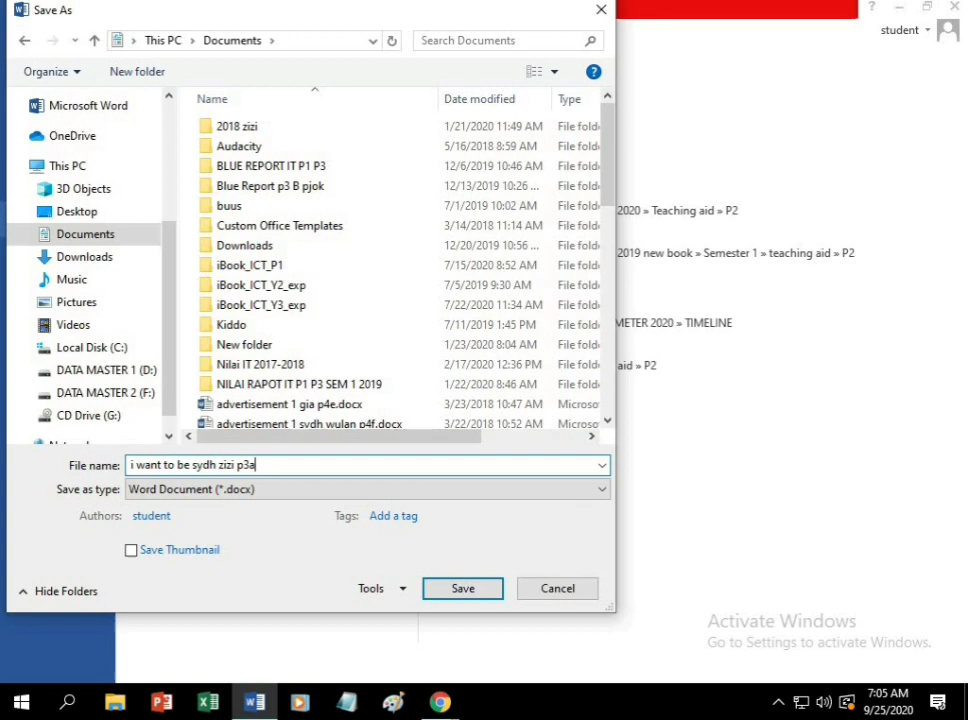 Save As
This PC > Documents >
Search Documents
student
Organize
New folder
Name
Date modified
Type
Microsoft Word
OneDrive
This PC
3D Objects
Desktop
Documents
Downloads
Music
Pictures
Videos
Local Disk (C:)
DATA MASTER 1 (D:)
DATA MASTER 2 (F:)
CD Drive (G:)
2018 zizi 1/21/2020 11:49 AM File fold
Audacity 5/16/2018 8:59 AM File fold
BLUE REPORT IT P1 P3 12/6/2019 10:46 AM File fold
Blue Report p3 B pjok 12/13/2019 10:26 ... File fold
buus 7/1/2019 10:02 AM File fold
Custom Office Templates 3/14/2018 11:14 AM File fold
Downloads 12/20/2019 10:56 ... File fold
iBook_ICT_P1 7/15/2020 8:52 AM File fold
iBook_ICT_Y2_exp 7/5/2019 9:30 AM File fold
iBook_ICT_Y3_exp 7/22/2020 11:34 AM File fold
Kiddo 7/11/2019 1:45 PM File fold
New folder 1/23/2020 8:04 AM File fold
Nilai IT 2017-2018 2/17/2020 12:36 PM File fold
NILAI RAPOT IT P1 P3 SEM 1 2019 1/22/2020 8:46 AM File fold
advertisement 1 gia p4e.docx 3/23/2018 10:47 AM Microso
advertisement 1 sydh wulan p4f.docx 3/22/2018 10:52 AM Microso
2020 » Teaching aid » P2
2019 new book » Semester 1 » teaching aid » P2
METER 2020 » TIMELINE
aid » P2
File name: i want to be sydh zizi p3a
Save as type: Word Document (*.docx)
Authors: student
Tags: Add a tag
Save Thumbnail
Hide Folders
Tools
Save
Cancel
Activate Windows
Go to Settings to activate Windows.
7:05 AM
9/25/2020